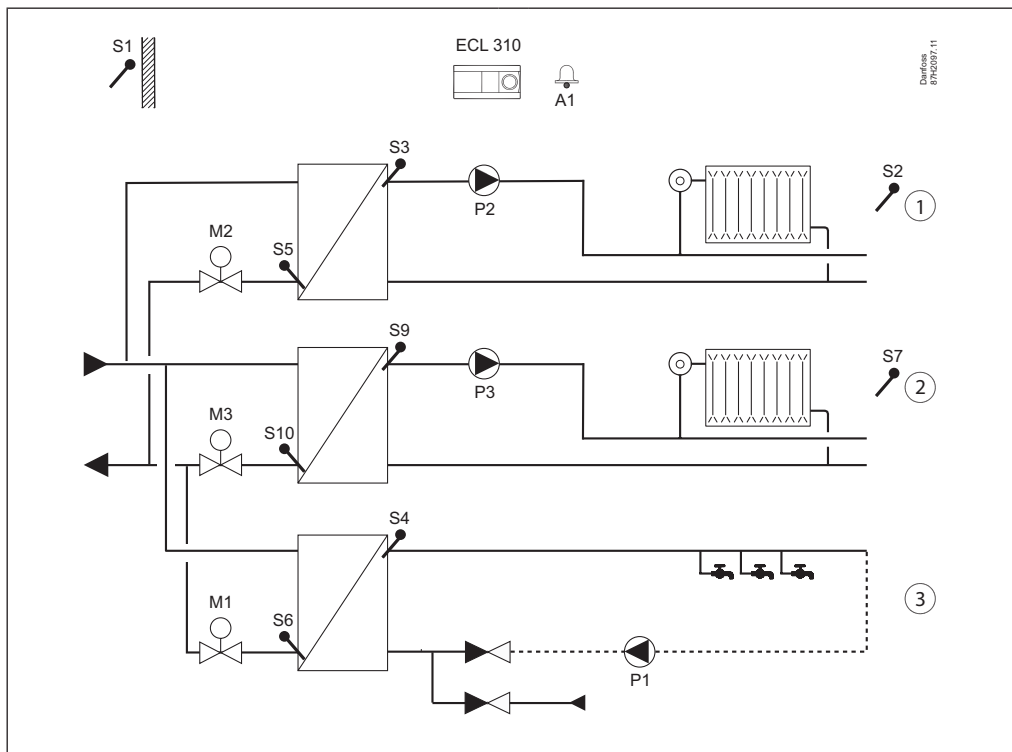 S1
ECL 310
A1
Danfoss
87H2097.11
S3
P2
S2
1
M2
S5
S9
P3
S7
2
M3
S10
S4
3
M1
S6
P1